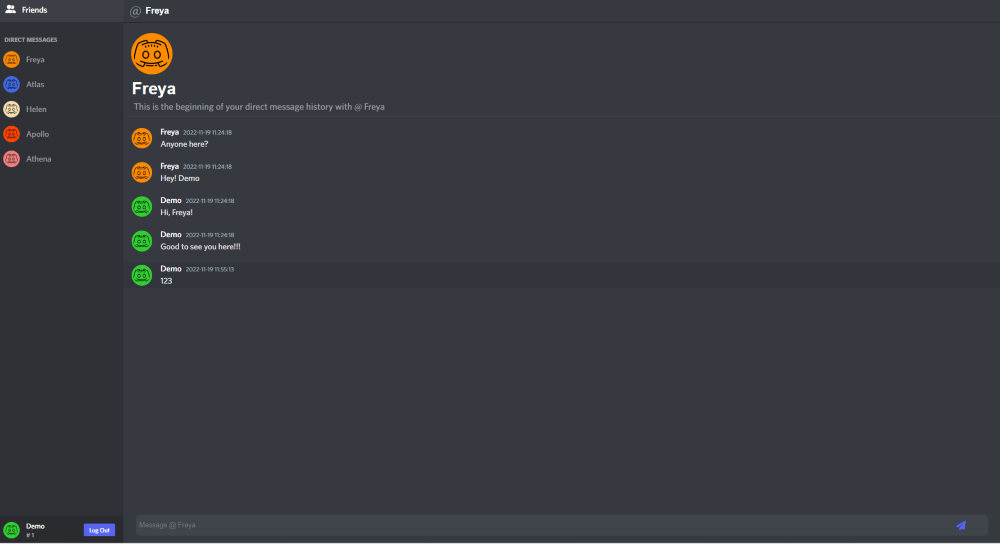 Friends
DIRECT MESSAGES
Freya
Atlas
Helen
Apollo
Athena
Demo
# 1
Log Out
@ Freya
Freya
This is the beginning of your direct message history with @ Freya
Freya 2022-11-19 11:24:18
Anyone here?
Freya 2022-11-19 11:24:18
Hey! Demo
Demo 2022-11-19 11:24:18
Hi, Freya!
Demo 2022-11-19 11:24:18
Good to see you here!!!
Demo 2022-11-19 11:55:13
123
Message @ Freya